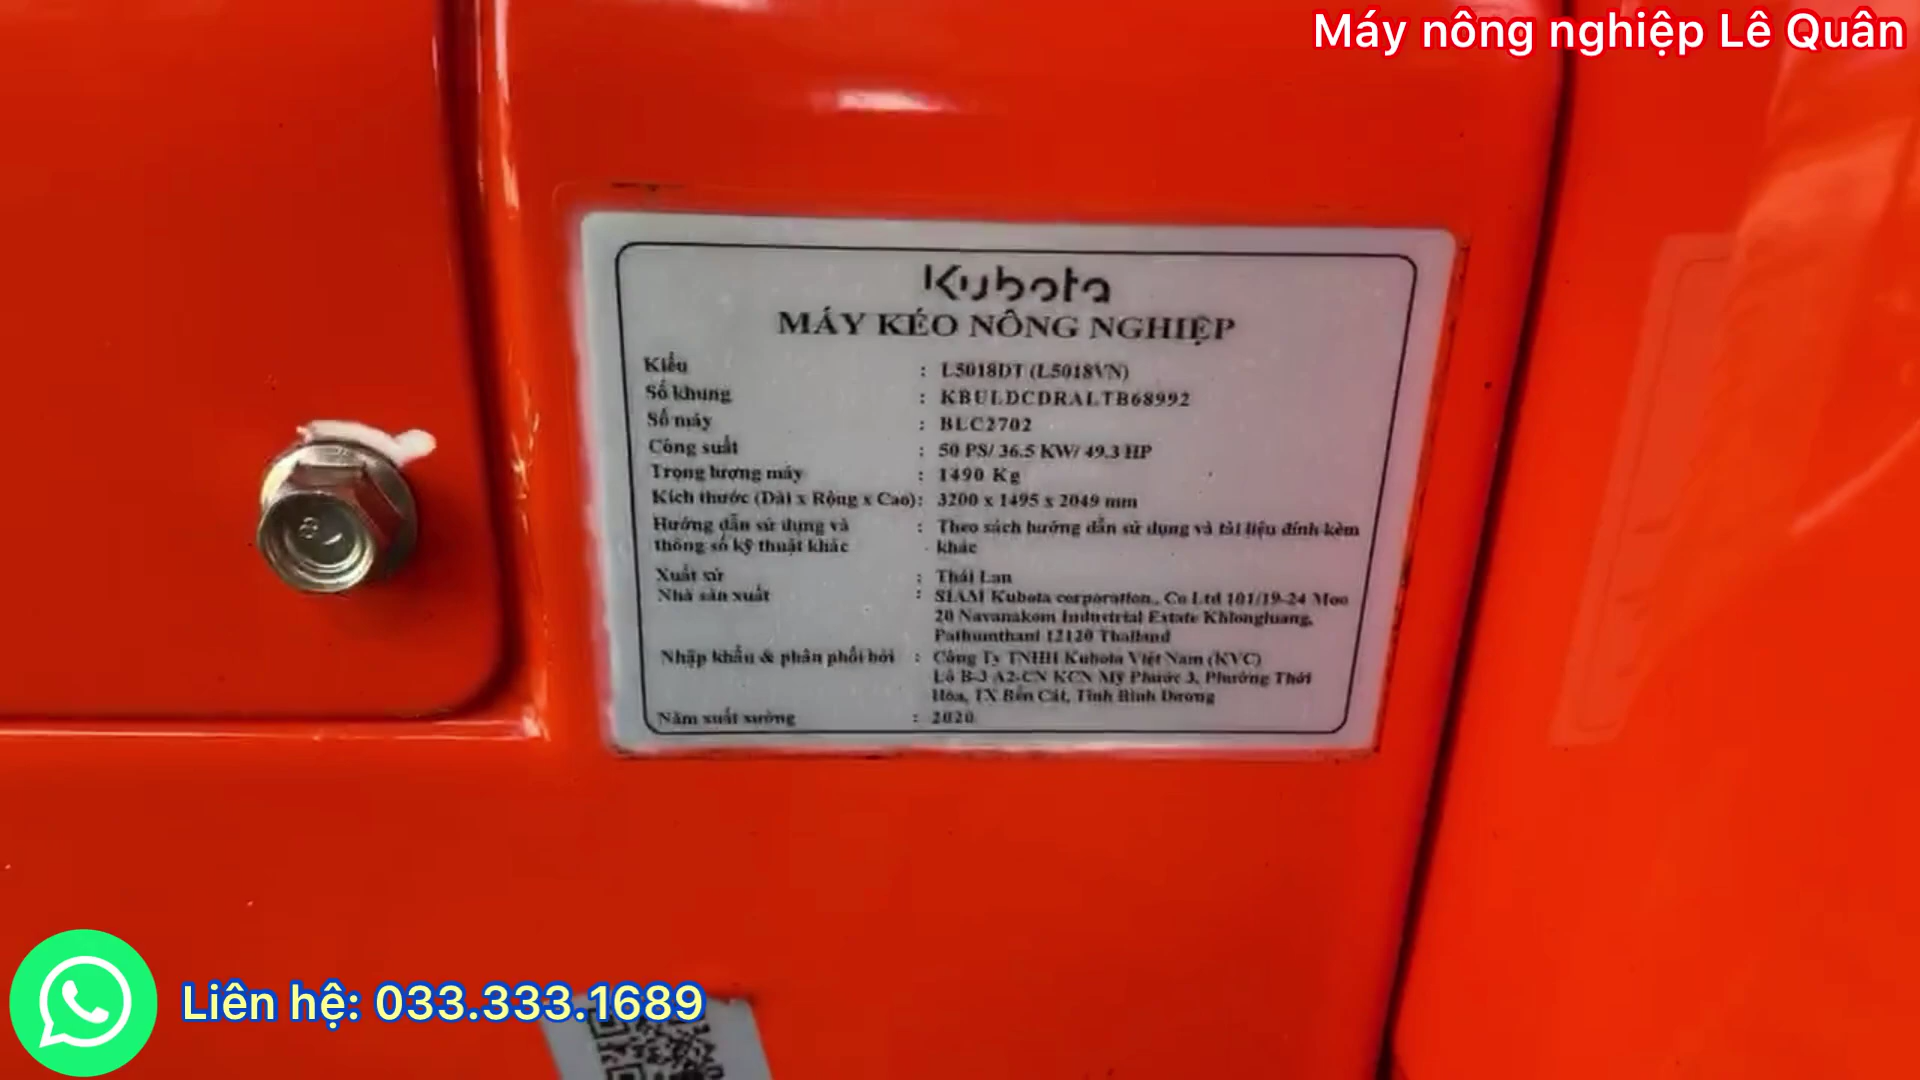 Máy nông nghiệp Lê Quân
Kubota
MÁY KÉO NÔNG NGHIỆP
Kiểu : L5018DT (L5018VN)
Số khung : KBULDCDRALTB68992
Số máy : BLC2702
Công suất : 50 PS/ 36.5 KW/ 49.3 HP
Trọng lượng máy : 1490 Kg
Kích thước (Dài x Rộng x Cao): 3200 x 1495 x 2049 mm
Hướng dẫn sử dụng và : Theo sách hướng dẫn sử dụng và tài liệu đính kèm
thông số kỹ thuật khác khác
Xuất xứ : Thái Lan
Nhà sản xuất : SIAM Kubota corporation., Co Ltd 101/19-24 Moo
20 Navanakorn Industrial Estate Khlongluang,
Pathumthani 12120 Thailand
Nhập khẩu & phân phối bởi : Công Ty TNHH Kubota Việt Nam (KVC)
Lô B-3 A2-CN KCN Mỹ Phước 3, Phường Thới
Hòa, TX Bến Cát, Tỉnh Bình Dương
Năm xuất xưởng : 2020
8
Liên hệ: 033.333.1689